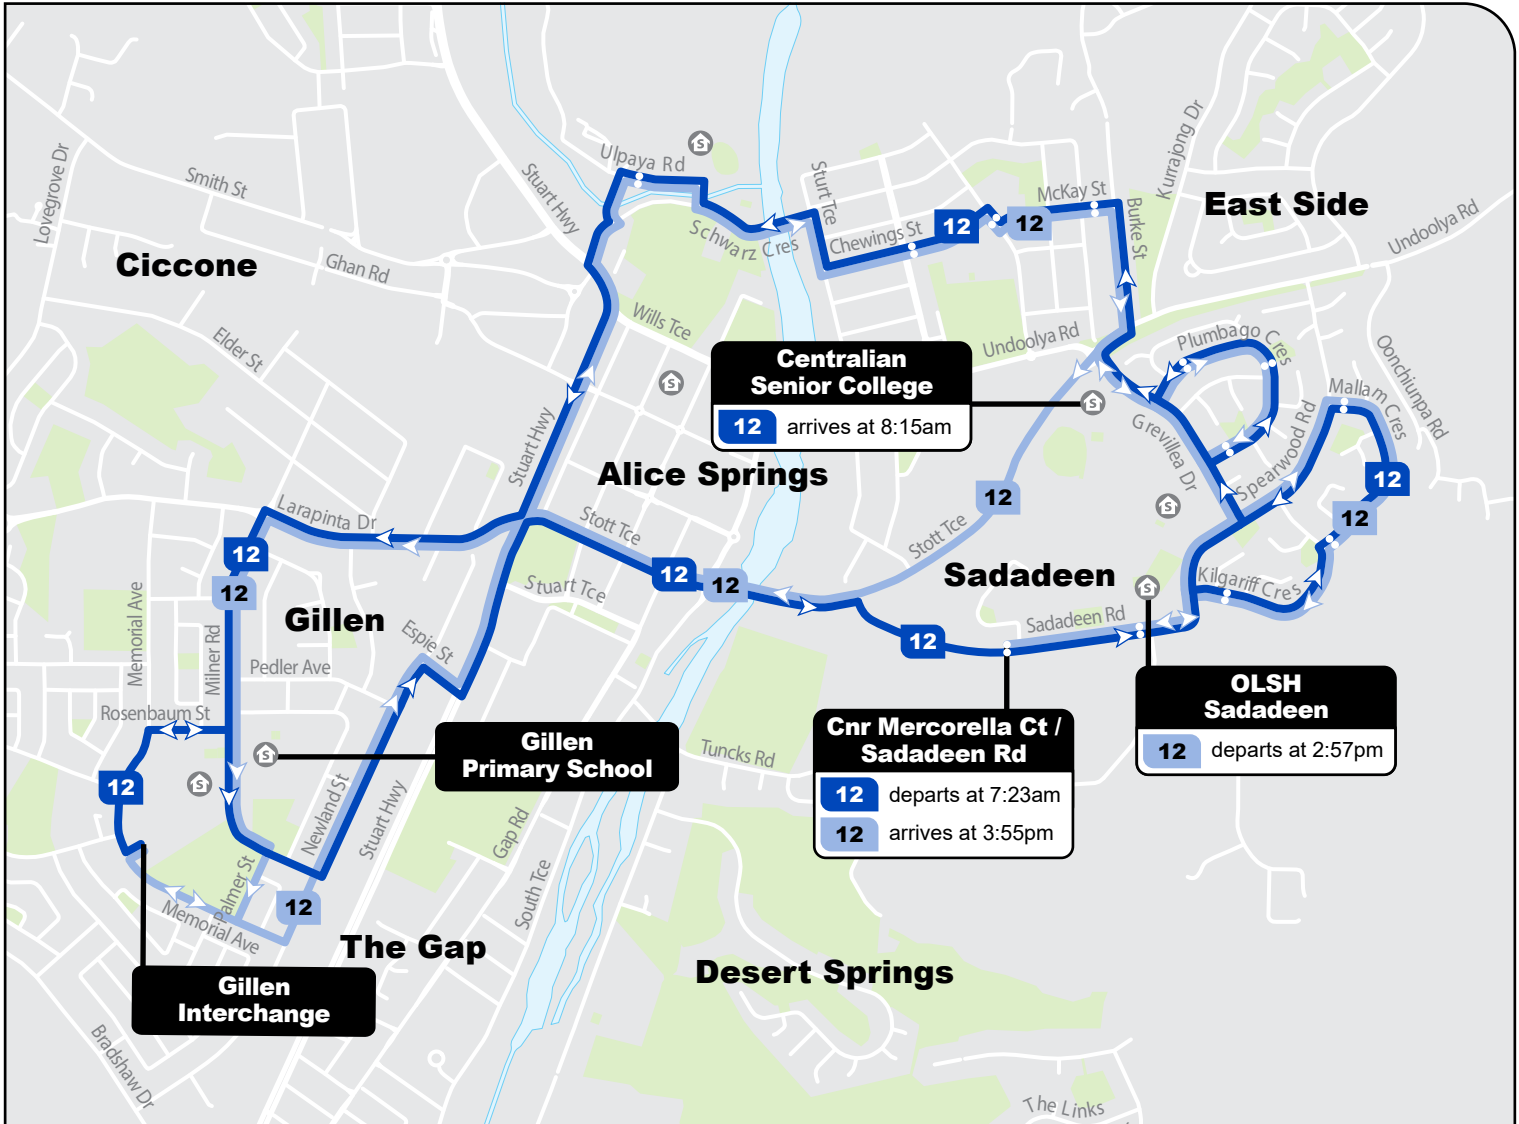 Ulpaya Rd
Lovegrove Dr
Smith St
Stuart Hwy
Sturt Tce
McKay St
Kurrajong Dr
East Side
Undoolya Rd
Burke St
Schwarz Cres
Chewings St
12
12
Ciccone
Ghan Rd
Wills Tce
Elder St
Undoolya Rd
Plumbago Cres
Oonchiunpa Rd
Centralian
Senior College
12 arrives at 8:15am
Mallam Cres
Grevillea Dr
Spearwood Rd
Stuart Hwy
Alice Springs
12
12
12
Larapinta Dr
Stott Tce
Stott Tce
12
12
12
12
Stuart Tce
Sadadeen
Kilgariff Cres
Memorial Ave
Gillen
Espie St
Milner Rd
Pedler Ave
Sadadeen Rd
12
OLSH
Sadadeen
12 departs at 2:57pm
Rosenbaum St
Gillen
Primary School
Tuncks Rd
Cnr Mercorella Ct /
Sadadeen Rd
12 departs at 7:23am
12 arrives at 3:55pm
12
Newland St
Stuart Hwy
Gap Rd
South Tce
Palmer St
12
Memorial Ave
The Gap
Desert Springs
Gillen
Interchange
Bradshaw Dr
The Links
S
S
S
S
S
S
S